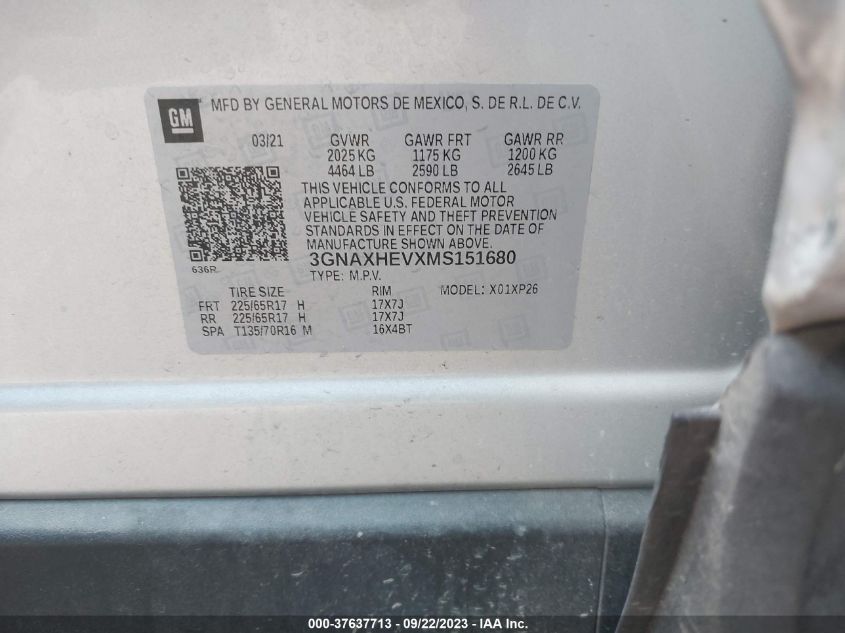 GM
MFD BY GENERAL MOTORS DE MEXICO, S. DE R.L. DE C.V.
03/21 GVWR GAWR FRT GAWR RR
2025 KG 1175 KG 1200 KG
4464 LB 2590 LB 2645 LB
THIS VEHICLE CONFORMS TO ALL
APPLICABLE U.S. FEDERAL MOTOR
VEHICLE SAFETY AND THEFT PREVENTION
STANDARDS IN EFFECT ON THE DATE OF
MANUFACTURE SHOWN ABOVE.
636R
3GNAXHEVXMS151680
TYPE: M.P.V.
TIRE SIZE RIM MODEL: X01XP26
FRT 225/65R17 H 17X7J
RR 225/65R17 H 17X7J
SPA T135/70R16 M 16X4BT
000-37637713 - 09/22/2023 - COPYRIGHT IAA